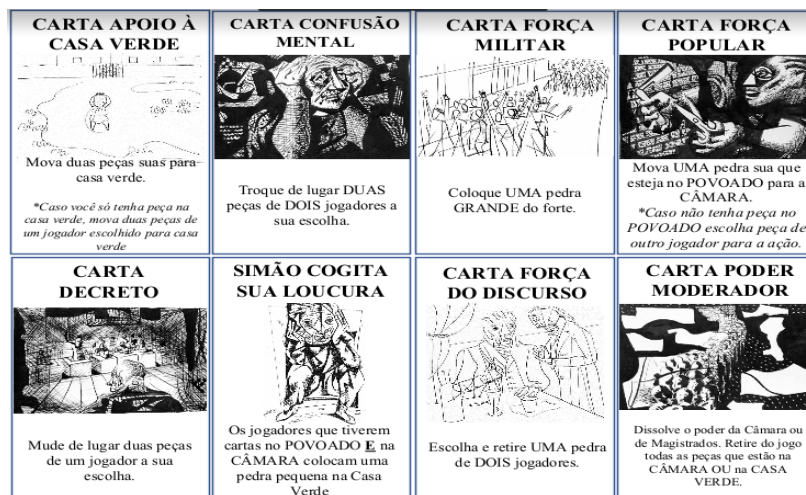 CARTA APOIO À
CASA VERDE
Mova duas peças suas para
casa verde.
*Caso você só tenha peça na
casa verde, mova duas peças de
um jogador escolhido para casa
verde
CARTA CONFUSÃO
MENTAL
Troque de lugar DUAS
peças de DOIS jogadores a
sua escolha.
CARTA FORÇA
MILITAR
Coloque UMA pedra
GRANDE do forte.
CARTA FORÇA
POPULAR
Mova UMA pedra sua que
esteja no POVOADO para a
CÂMARA.
*Caso não tenha peça no
POVOADO escolha peça de
outro jogador para a ação.
CARTA
DECRETO
Mude de lugar duas peças
de um jogador a sua
escolha.
SIMÃO COGITA
SUA LOUCURA
Os jogadores que tiverem
cartas no POVOADO E na
CÂMARA colocam uma
pedra pequena na Casa
Verde
CARTA FORÇA
DO DISCURSO
Escolha e retire UMA pedra
de DOIS jogadores.
CARTA PODER
MODERADOR
Dissolve o poder da Câmara ou
de Magistrados. Retire do jogo
todas as peças que estão na
CÂMARA OU na CASA
VERDE.